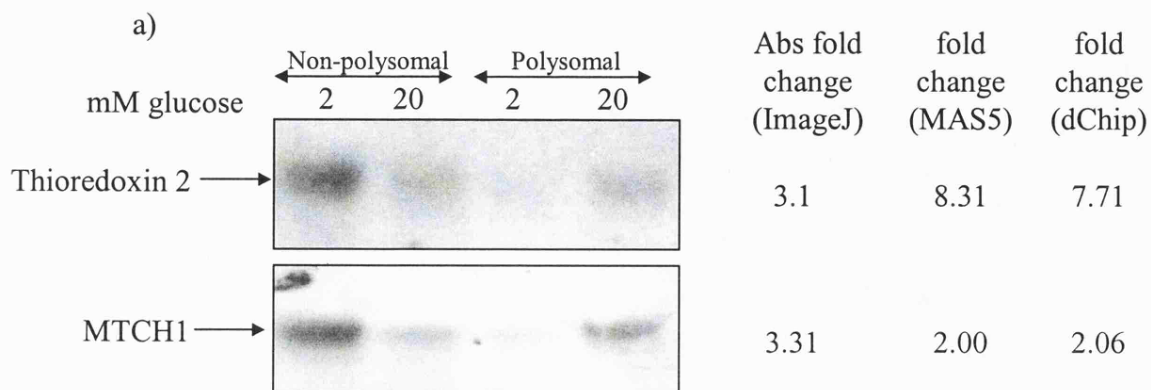 a)
Non-polysomal Polysomal
mM glucose 2 20 2 20
Abs fold change (ImageJ)
fold change (MAS5)
fold change (dChip)
Thioredoxin 2 3.1 8.31 7.71
MTCH1 3.31 2.00 2.06